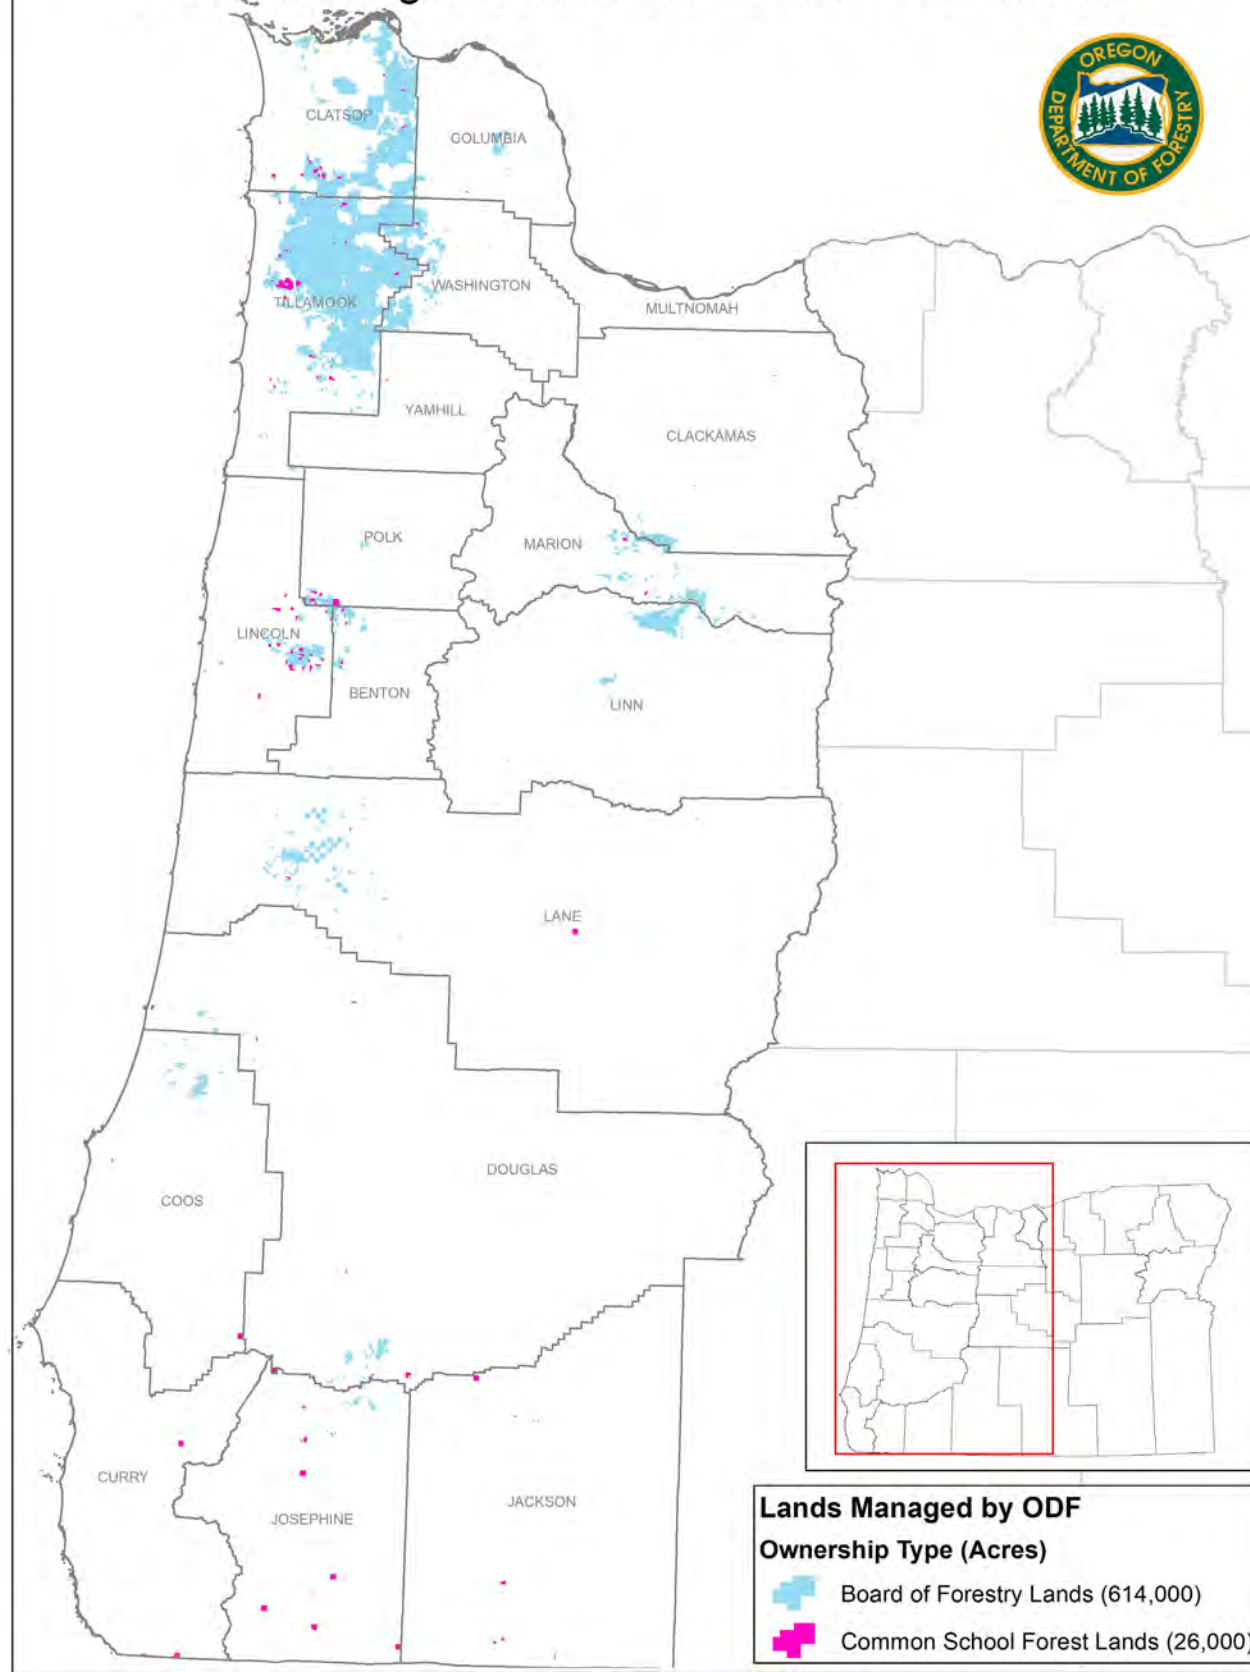 OREGON
DEPARTMENT OF FORESTRY
CLATSOP
COLUMBIA
TILLAMOOK
WASHINGTON
MULTNOMAH
YAMHILL
CLACKAMAS
POLK
MARION
LINCOLN
BENTON
LINN
LANE
DOUGLAS
COOS
CURRY
JOSEPHINE
JACKSON
Lands Managed by ODF
Ownership Type (Acres)
Board of Forestry Lands (614,000)
Common School Forest Lands (26,000)